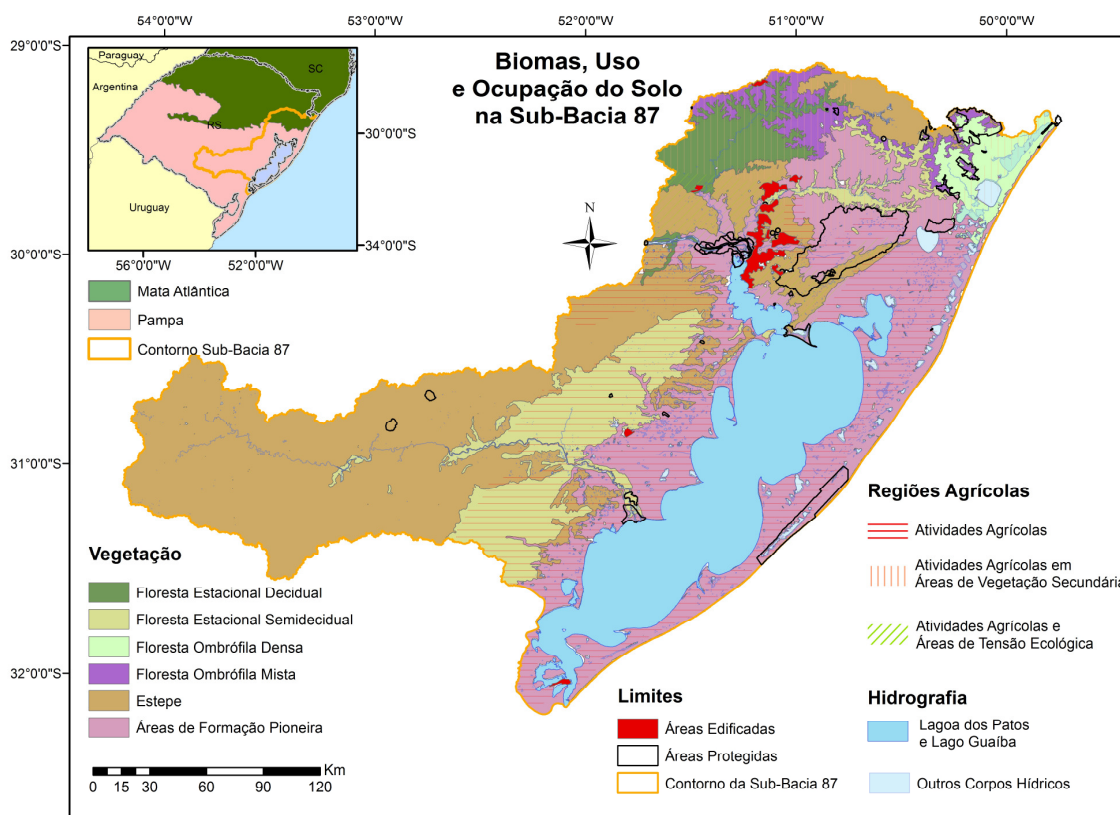 54°0'0"W
53°0'0"W
52°0'0"W
51°0'0"W
50°0'0"W
29°0'0"S
30°0'0"S
31°0'0"S
32°0'0"S
Biomas, Uso
e Ocupação do Solo
na Sub-Bacia 87
Paraguay
Argentina
SC
RS
Uruguay
30°0'0"S
34°0'0"S
56°0'0"W
52°0'0"W
Mata Atlântica
Pampa
Contorno Sub-Bacia 87
N
Vegetação
Floresta Estacional Decidual
Floresta Estacional Semidecidual
Floresta Ombrófila Densa
Floresta Ombrófila Mista
Estepe
Áreas de Formação Pioneira
Km
0 15 30 60 90 120
Limites
Áreas Edificadas
Áreas Protegidas
Contorno da Sub-Bacia 87
Regiões Agrícolas
Atividades Agrícolas
Atividades Agrícolas em
Áreas de Vegetação Secundária
Atividades Agrícolas e
Áreas de Tensão Ecológica
Hidrografia
Lagoa dos Patos
e Lago Guaíba
Outros Corpos Hídricos